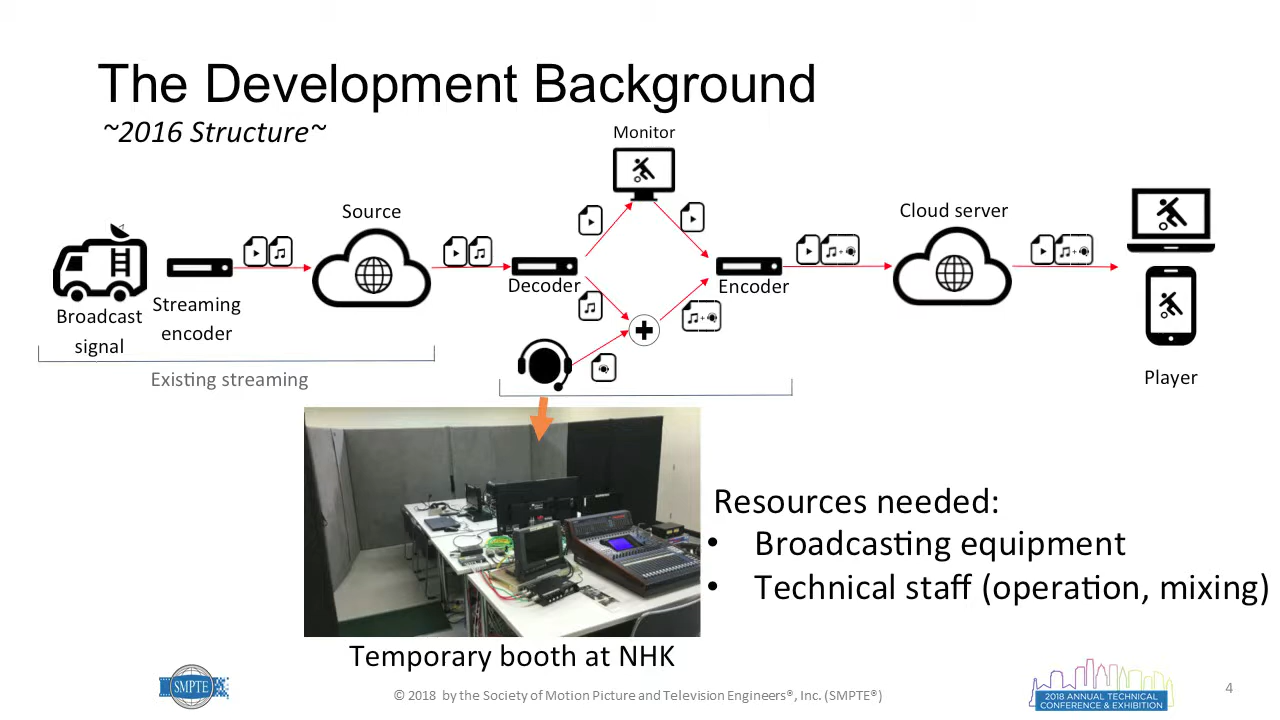 The Development Background
~2016 Structure~
Monitor
Source
Cloud server
Decoder
Encoder
Streaming
encoder
Broadcast
signal
Existing streaming
Player
Resources needed:
• Broadcasting equipment
• Technical staff (operation, mixing)
Temporary booth at NHK
SMPTE
© 2018 by the Society of Motion Picture and Television Engineers®, Inc. (SMPTE®)
2018 ANNUAL TECHNICAL
CONFERENCE & EXHIBITION
4